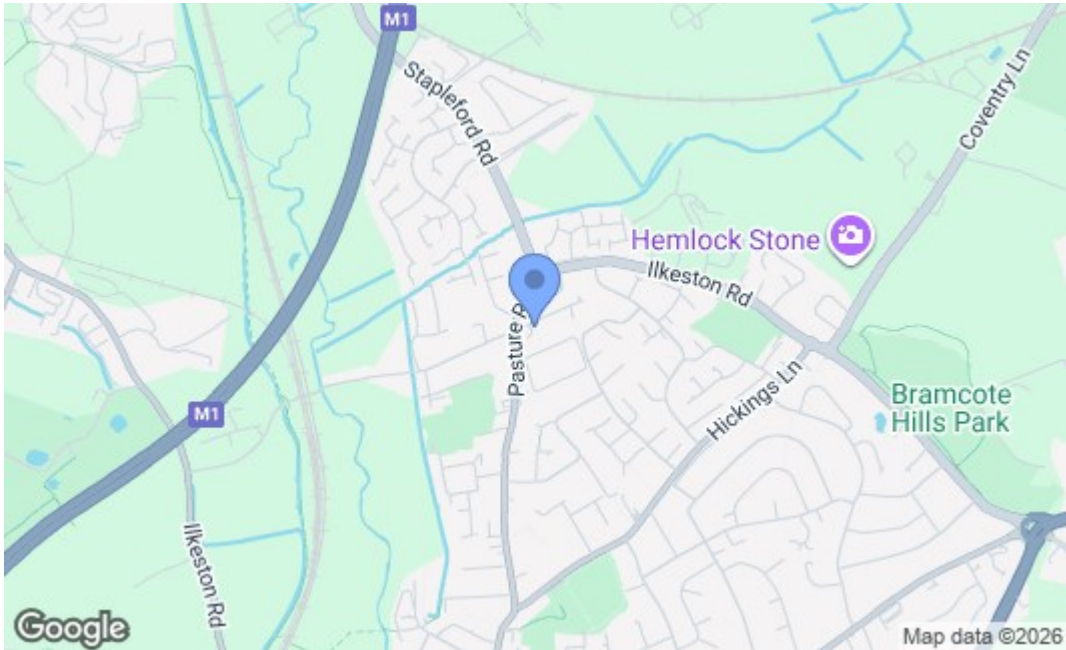 M1
Stapleford Rd
Coventry Ln
Hemlock Stone
Ilkeston Rd
Pasture
Hickings Ln
Bramcote
Hills Park
M1
Ilkeston Rd
Google
Map data ©2026